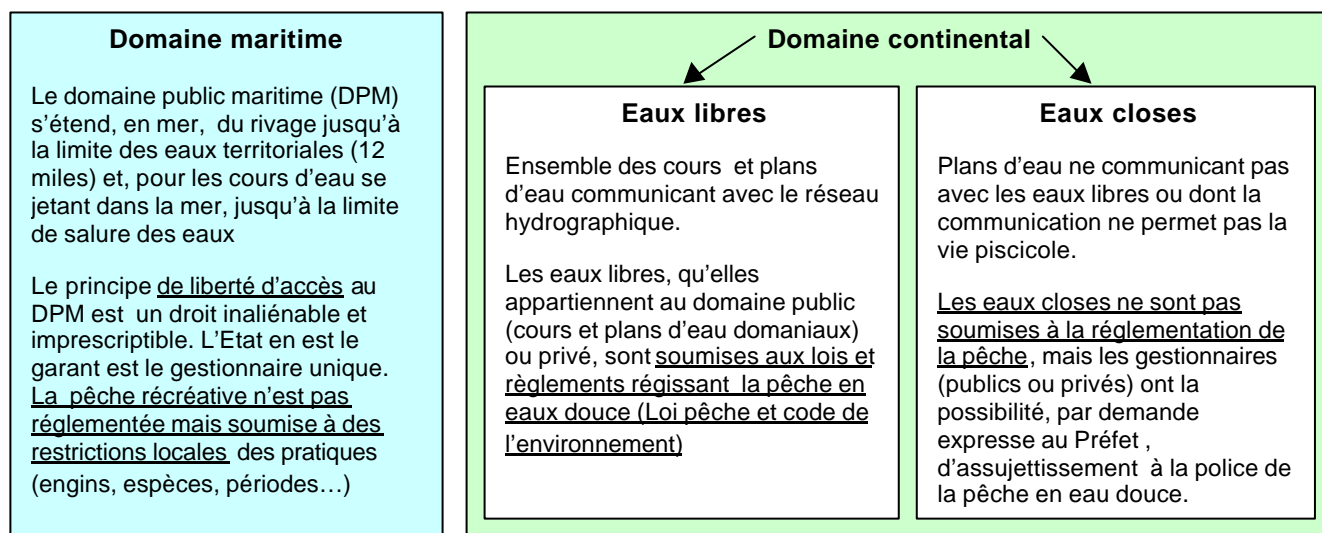 Domaine maritime
Le domaine public maritime (DPM)
s'étend, en mer, du rivage jusqu'à
la limite des eaux territoriales (12
miles) et, pour les cours d'eau se
jetant dans la mer, jusqu'à la limite
de salure des eaux
Le principe de liberté d'accès au
DPM est un droit inaliénable et
imprescriptible. L'Etat en est le
garant est le gestionnaire unique.
La pêche récréative n'est pas
réglementée mais soumise à des
restrictions locales des pratiques
(engins, espèces, périodes…)
Domaine continental
Eaux libres
Ensemble des cours et plans
d'eau communicant avec le réseau
hydrographique.
Les eaux libres, qu'elles
appartiennent au domaine public
(cours et plans d'eau domaniaux)
ou privé, sont soumises aux lois et
règlements régissant la pêche en
eaux douce (Loi pêche et code de
l'environnement)
Eaux closes
Plans d'eau ne communicant pas
avec les eaux libres ou dont la
communication ne permet pas la
vie piscicole.
Les eaux closes ne sont pas
soumises à la réglementation de
la pêche, mais les gestionnaires
(publics ou privés) ont la
possibilité, par demande
expresse au Préfet ,
d'assujettissement à la police de
la pêche en eau douce.